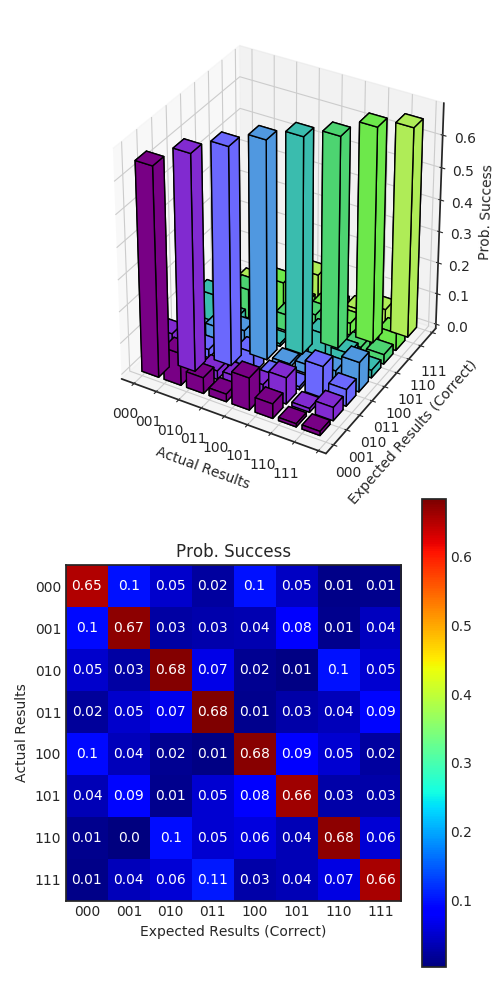 0.6
0.5
0.4
0.3
0.2
0.1
0.0
Prob. Success
000
001
010
011
100
101
110
111
Actual Results
000
001
010
011
100
101
110
111
Expected Results (Correct)
Prob. Success
000 0.65 0.1 0.05 0.02 0.1 0.05 0.01 0.01
001 0.1 0.67 0.03 0.03 0.04 0.08 0.01 0.04
010 0.05 0.03 0.68 0.07 0.02 0.01 0.1 0.05
011 0.02 0.05 0.07 0.68 0.01 0.03 0.04 0.09
100 0.1 0.04 0.02 0.01 0.68 0.09 0.05 0.02
101 0.04 0.09 0.01 0.05 0.08 0.66 0.03 0.03
110 0.01 0.0 0.1 0.05 0.06 0.04 0.68 0.06
111 0.01 0.04 0.06 0.11 0.03 0.04 0.07 0.66
000 001 010 011 100 101 110 111
Actual Results
Expected Results (Correct)
0.6
0.5
0.4
0.3
0.2
0.1